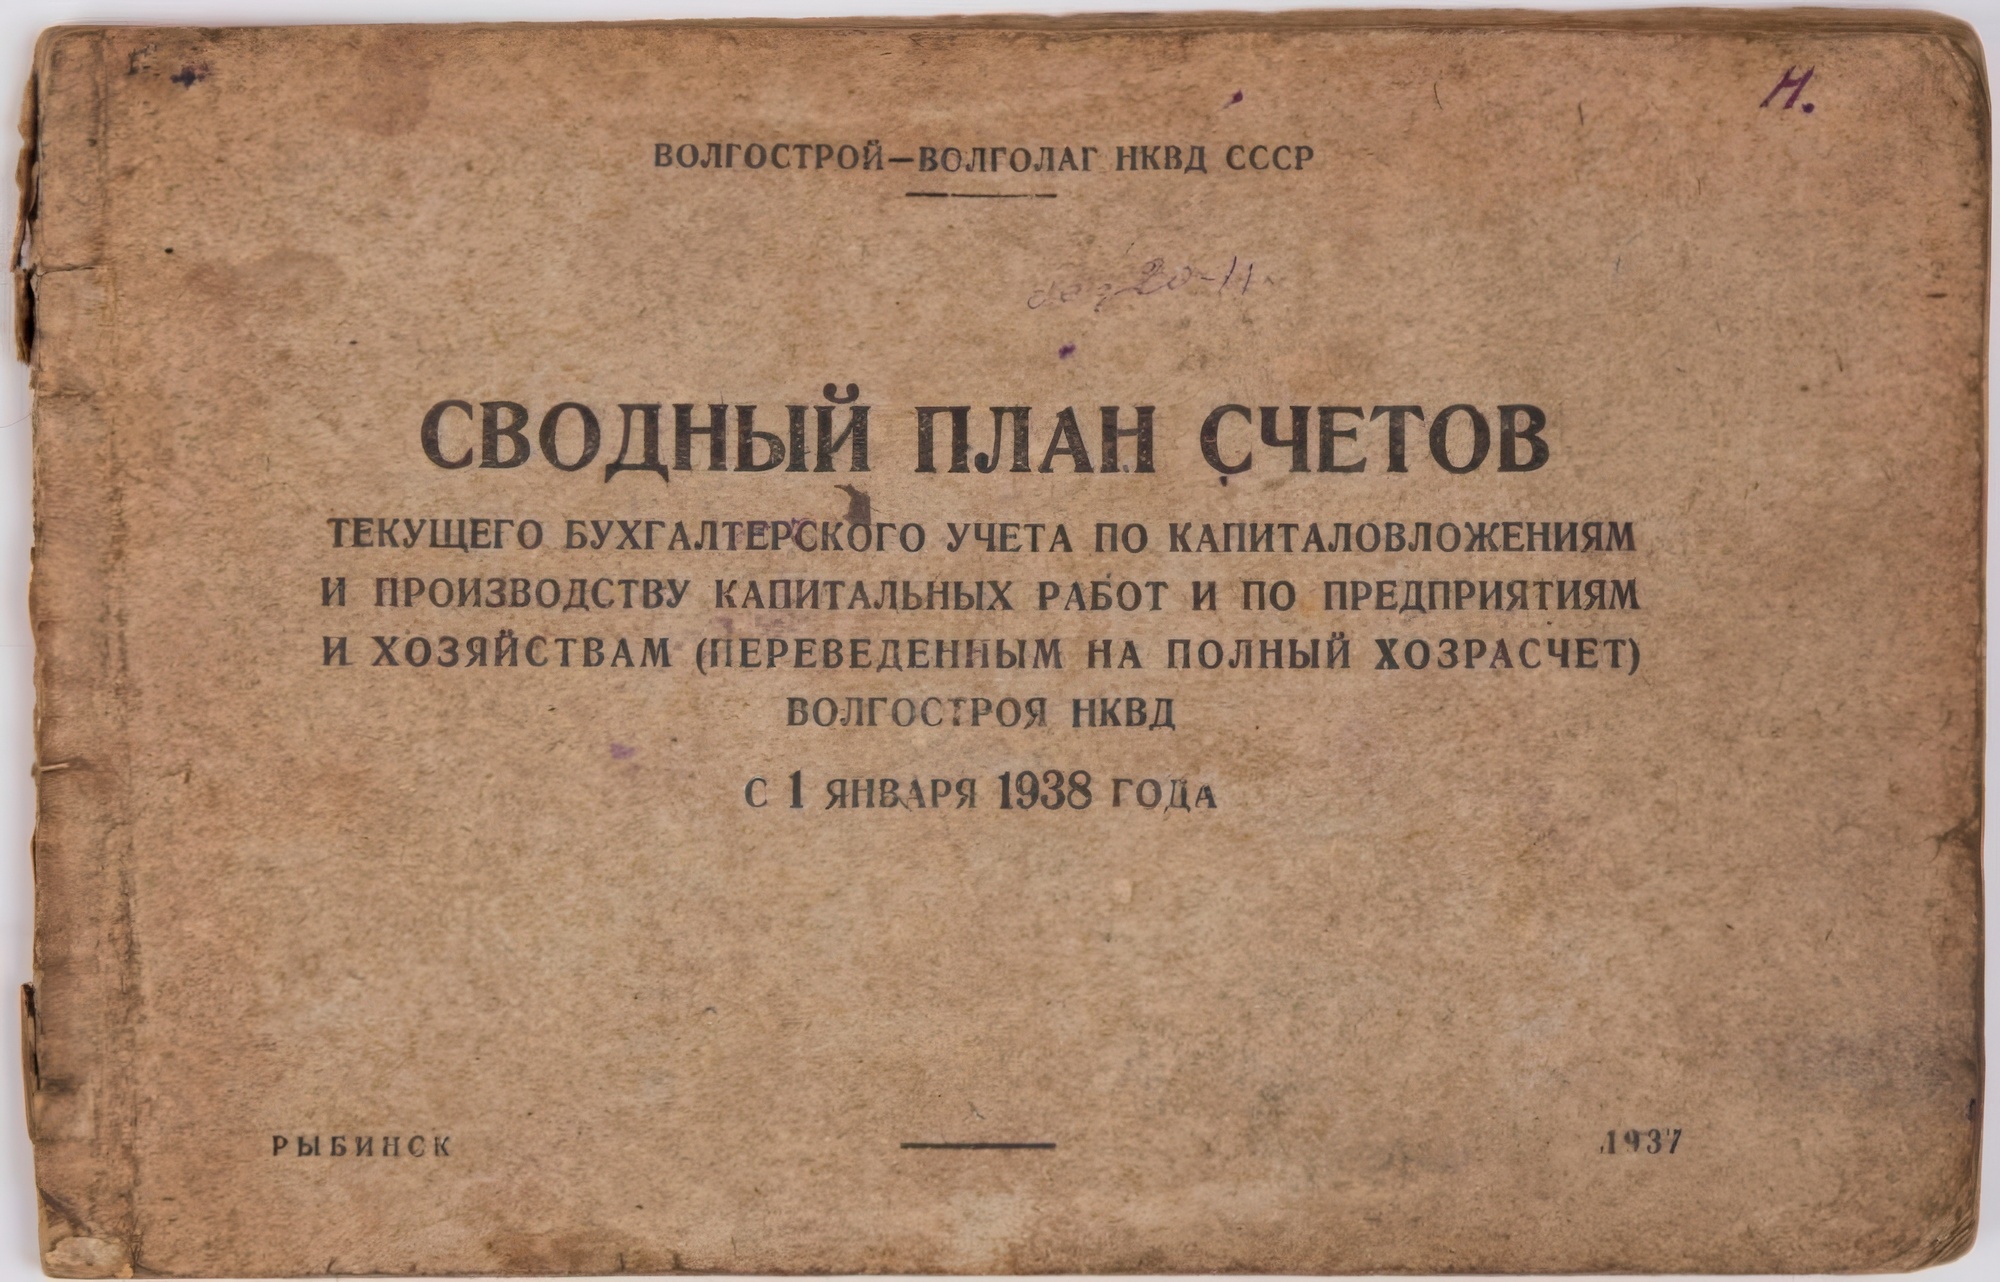 Н.
ВОЛГОСТРОЙ—ВОЛГОЛАГ НКВД СССР
СВОДНЫЙ ПЛАН СЧЕТОВ
ТЕКУЩЕГО БУХГАЛТЕРСКОГО УЧЕТА ПО КАПИТАЛОВЛОЖЕНИЯМ
И ПРОИЗВОДСТВУ КАПИТАЛЬНЫХ РАБОТ И ПО ПРЕДПРИЯТИЯМ
И ХОЗЯЙСТВАМ (ПЕРЕВЕДЕННЫМ НА ПОЛНЫЙ ХОЗРАСЧЕТ)
ВОЛГОСТРОЯ НКВД
С 1 ЯНВАРЯ 1938 ГОДА
РЫБИНСК 1937